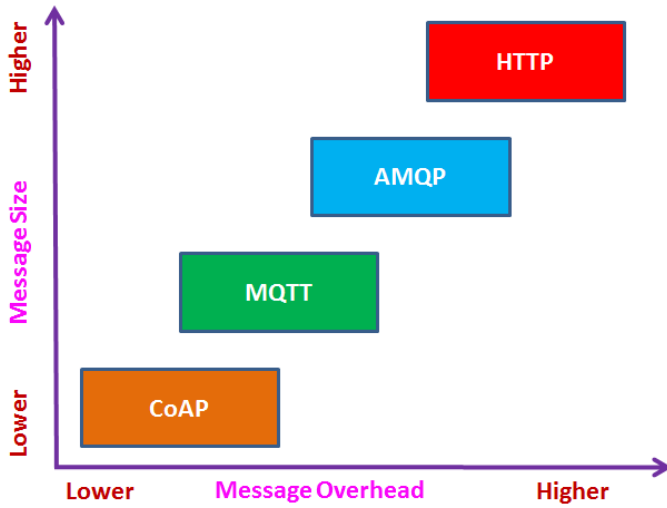 Higher
Message Size
Lower
HTTP
AMQP
MQTT
CoAP
Lower
Message Overhead
Higher